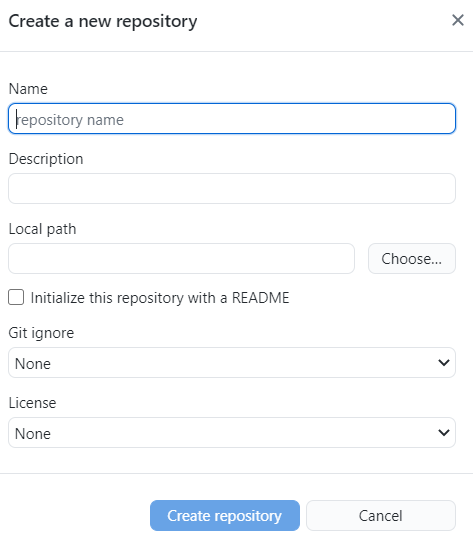 Create a new repository
Name
repository name
Description
Local path
Choose...
Initialize this repository with a README
Git ignore
None
License
None
Create repository
Cancel